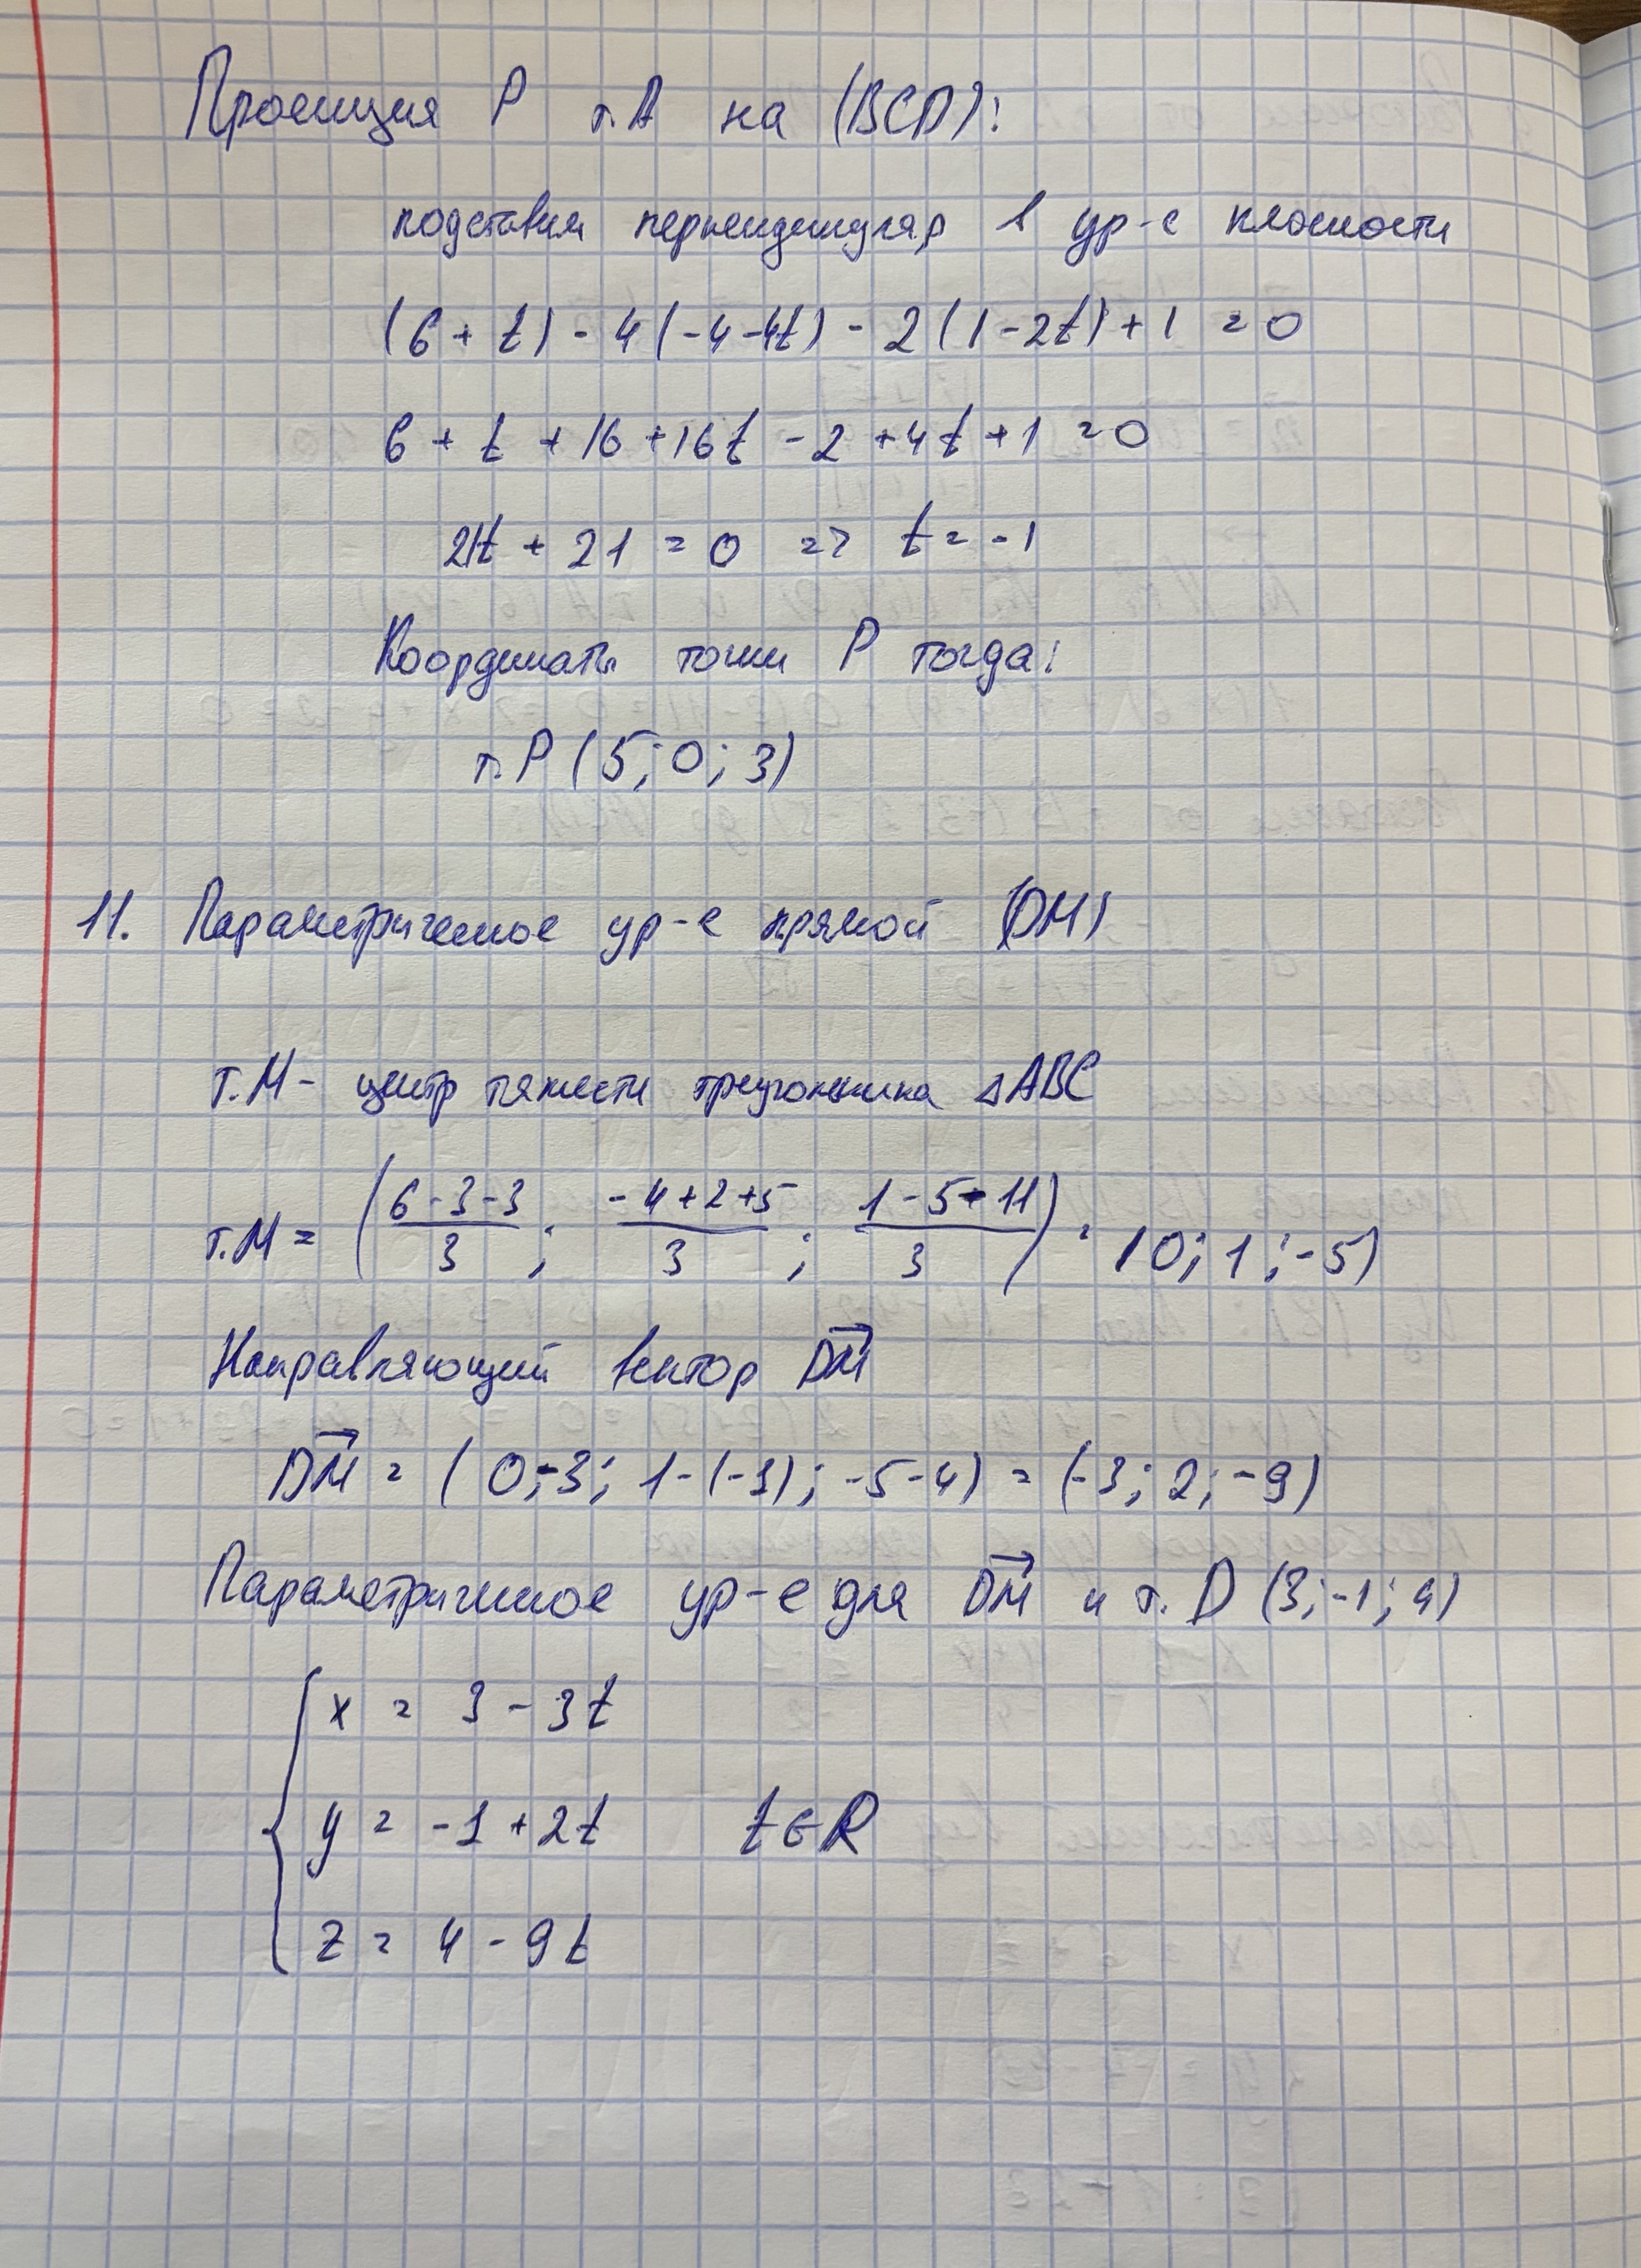 Проекция P т.A на (BCD):
подставим перпендикуляр в ур-е плоскости
(6 + t) - 4(-4-4t) - 2(1-2t) + 1 = 0
6 + t + 16 + 16t - 2 + 4t + 1 = 0
21t + 21 = 0 => t = -1
Координаты точки P тогда:
т.P (5; 0; 3)
11. Параметрическое ур-е прямой (DM)
т.M - центр тяжести треугольника △ABC
т.M = ( (6-3-3)/3 ; (-4+2+5)/3 ; (1-5-11)/3 ) = (0; 1; -5)
Направляющий вектор DM→
DM→ = (0-3; 1-(-1); -5-4) = (-3; 2; -9)
Параметрическое ур-е для DM→ и т. D (3; -1; 4)
{ x = 3 - 3t
y = -1 + 2t t ∈ R
z = 4 - 9t